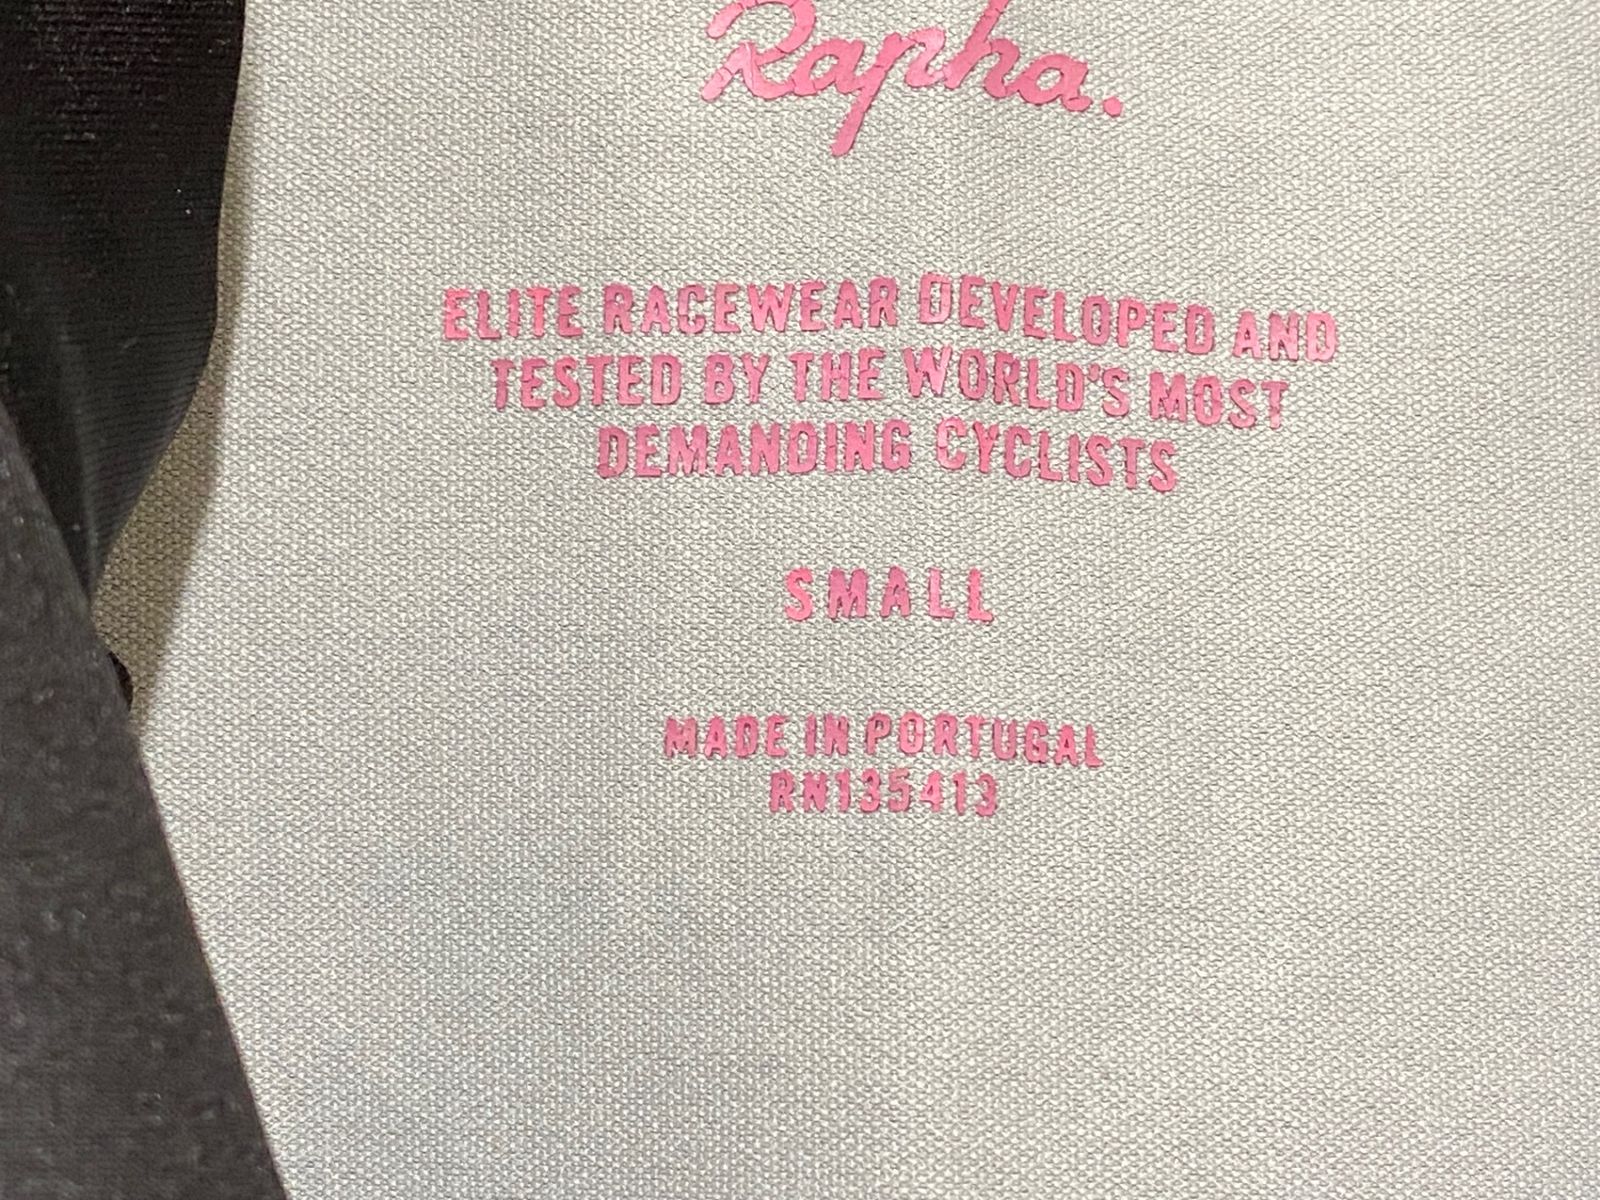 Rapha.
ELITE RACEWEAR DEVELOPED AND
TESTED BY THE WORLD'S MOST
DEMANDING CYCLISTS
SMALL
MADE IN PORTUGAL
RN135413